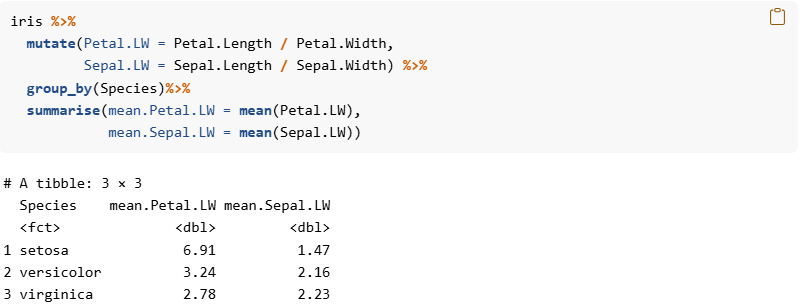 iris %>%
  mutate(Petal.LW = Petal.Length / Petal.Width,
         Sepal.LW = Sepal.Length / Sepal.Width) %>%
  group_by(Species)%>%
  summarise(mean.Petal.LW = mean(Petal.LW),
            mean.Sepal.LW = mean(Sepal.LW))
# A tibble: 3 × 3
  Species    mean.Petal.LW mean.Sepal.LW
  <fct>              <dbl>         <dbl>
1 setosa              6.91          1.47
2 versicolor          3.24          2.16
3 virginica           2.78          2.23